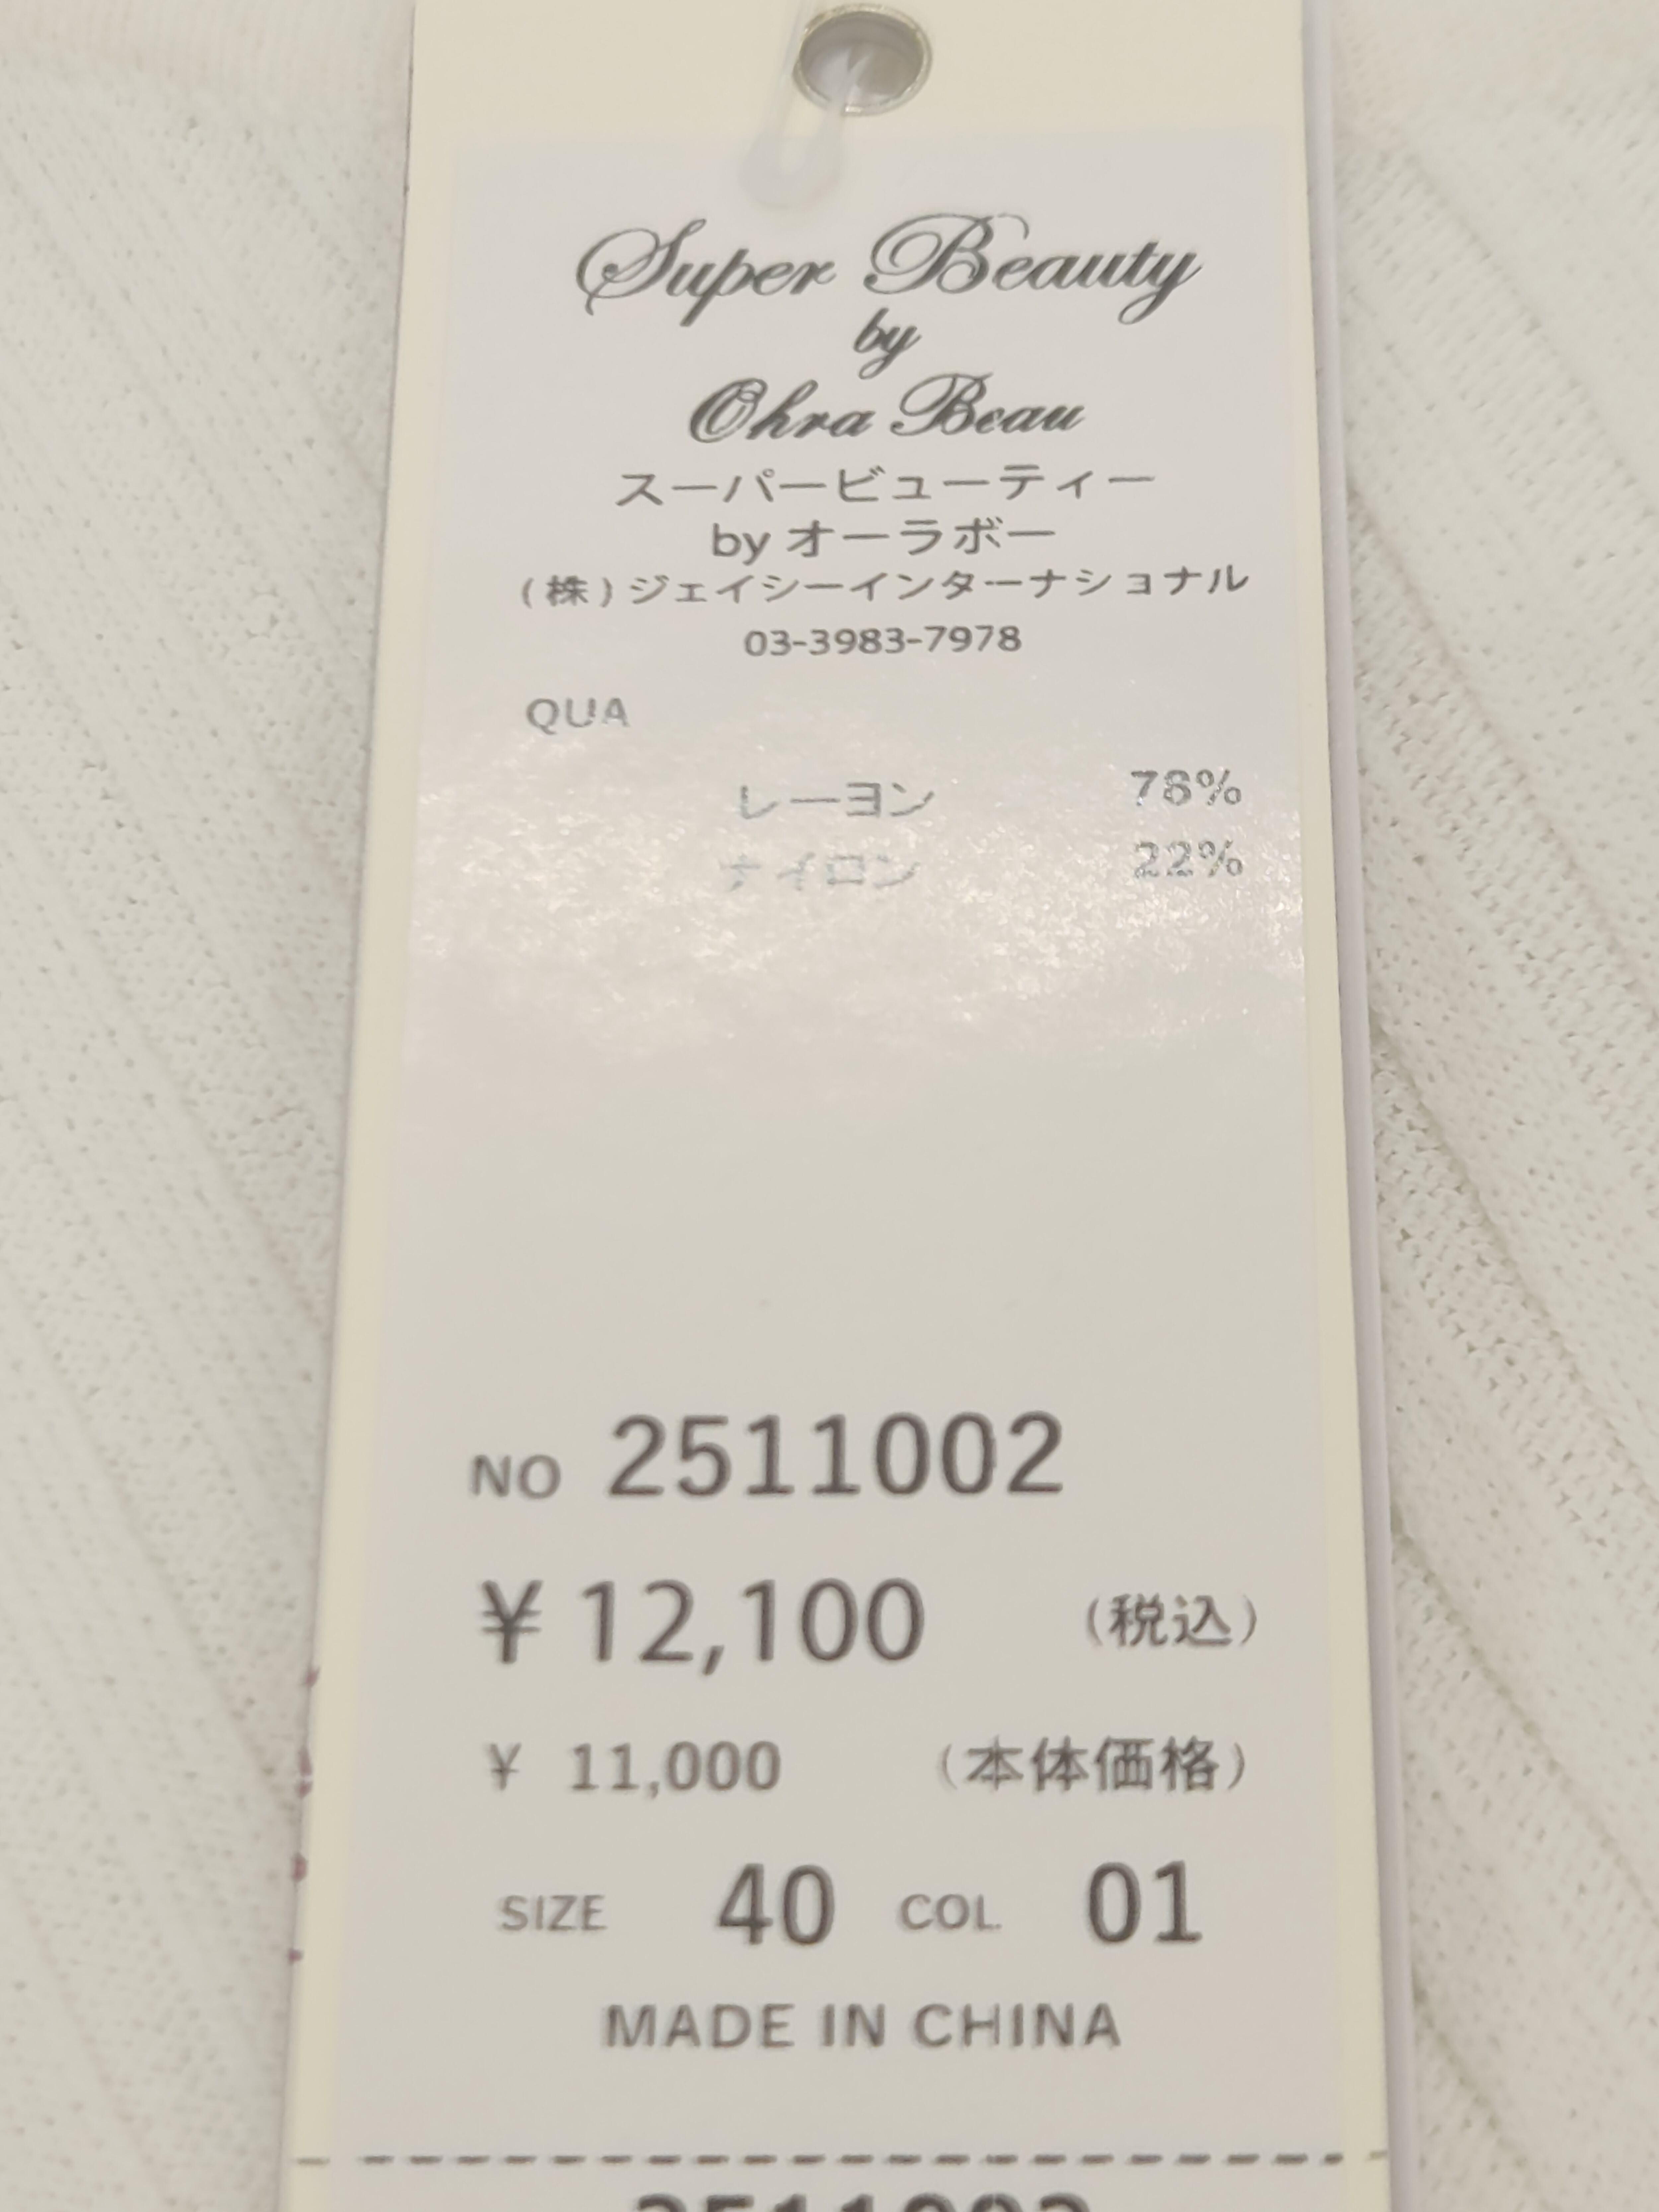 Super Beauty
by
Ohra Beau
スーパービューティー
by オーラボー
(株)ジェイシーインターナショナル
03-3983-7978
QUA
レーヨン 78%
ナイロン 22%
NO 2511002
¥ 12,100 (税込)
¥ 11,000 (本体価格)
SIZE 40 COL 01
MADE IN CHINA